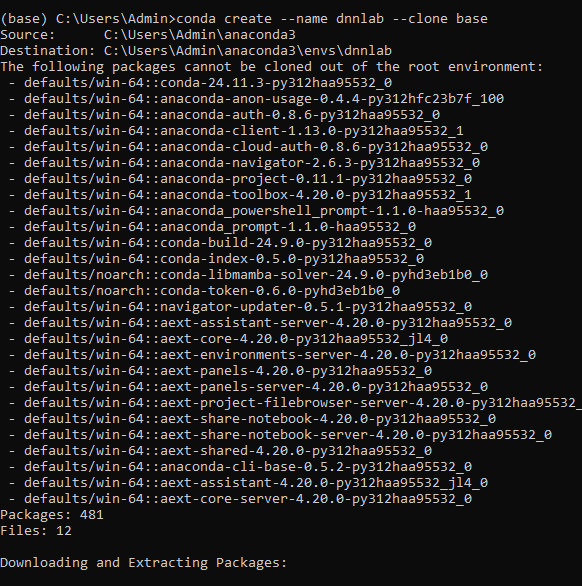 (base) C:\Users\Admin>conda create --name dnnlab --clone base
Source:      C:\Users\Admin\anaconda3
Destination: C:\Users\Admin\anaconda3\envs\dnnlab
The following packages cannot be cloned out of the root environment:
 - defaults/win-64::conda-24.11.3-py312haa95532_0
 - defaults/win-64::anaconda-anon-usage-0.4.4-py312hfc23b7f_100
 - defaults/win-64::anaconda-auth-0.8.6-py312haa95532_0
 - defaults/win-64::anaconda-client-1.13.0-py312haa95532_1
 - defaults/win-64::anaconda-cloud-auth-0.8.6-py312haa95532_0
 - defaults/win-64::anaconda-navigator-2.6.3-py312haa95532_0
 - defaults/win-64::anaconda-project-0.11.1-py312haa95532_0
 - defaults/win-64::anaconda-toolbox-4.20.0-py312haa95532_1
 - defaults/win-64::anaconda_powershell_prompt-1.1.0-haa95532_0
 - defaults/win-64::anaconda_prompt-1.1.0-haa95532_0
 - defaults/win-64::conda-build-24.9.0-py312haa95532_0
 - defaults/win-64::conda-index-0.5.0-py312haa95532_0
 - defaults/noarch::conda-libmamba-solver-24.9.0-pyhd3eb1b0_0
 - defaults/noarch::conda-token-0.6.0-pyhd3eb1b0_0
 - defaults/win-64::navigator-updater-0.5.1-py312haa95532_0
 - defaults/win-64::aext-assistant-server-4.20.0-py312haa95532_0
 - defaults/win-64::aext-core-4.20.0-py312haa95532_jl4_0
 - defaults/win-64::aext-environments-server-4.20.0-py312haa95532_0
 - defaults/win-64::aext-panels-4.20.0-py312haa95532_0
 - defaults/win-64::aext-panels-server-4.20.0-py312haa95532_0
 - defaults/win-64::aext-project-filebrowser-server-4.20.0-py312haa95532_
 - defaults/win-64::aext-share-notebook-4.20.0-py312haa95532_0
 - defaults/win-64::aext-share-notebook-server-4.20.0-py312haa95532_0
 - defaults/win-64::aext-shared-4.20.0-py312haa95532_0
 - defaults/win-64::anaconda-cli-base-0.5.2-py312haa95532_0
 - defaults/win-64::aext-assistant-4.20.0-py312haa95532_jl4_0
 - defaults/win-64::aext-core-server-4.20.0-py312haa95532_0
Packages: 481
Files: 12

Downloading and Extracting Packages: